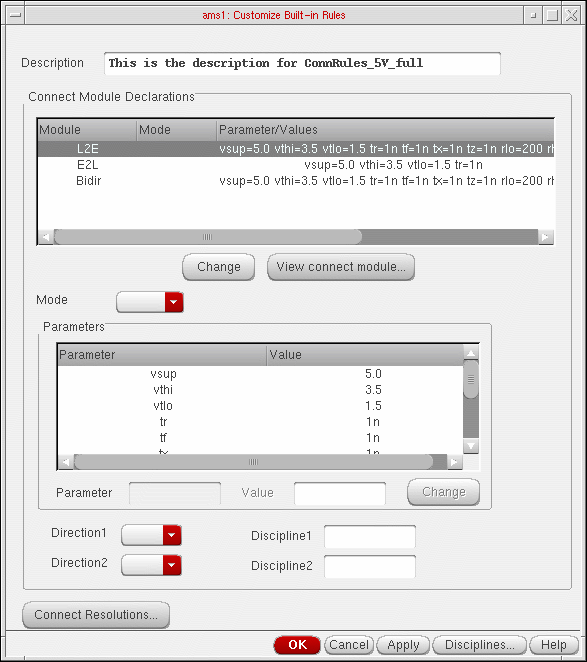 ams1: Customize Built-in Rules
Description This is the description for ConnRules_5V_full
Connect Module Declarations
Module Mode Parameter/Values
L2E vsup=5.0 vthi=3.5 vtlo=1.5 tr=1n tf=1n tx=1n tz=1n rlo=200 rh
E2L vsup=5.0 vthi=3.5 vtlo=1.5 tr=1n
Bidir vsup=5.0 vthi=3.5 vtlo=1.5 tr=1n tf=1n tx=1n tz=1n rlo=200 rh
Change View connect module...
Mode
Parameters
Parameter Value
vsup 5.0
vthi 3.5
vtlo 1.5
tr 1n
tf 1n
tx 1n
Parameter Value Change
Direction1 Discipline1
Direction2 Discipline2
Connect Resolutions...
OK Cancel Apply Disciplines... Help